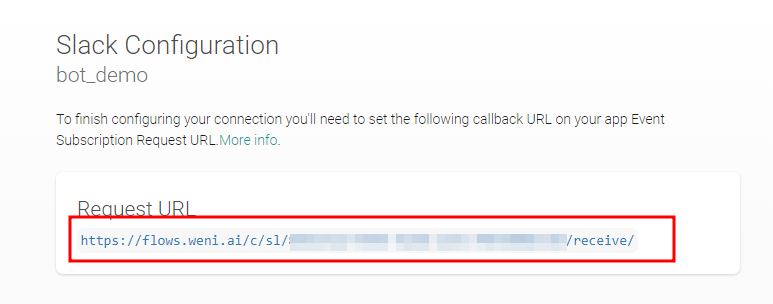 Slack Configuration
bot_demo
To finish configuring your connection you'll need to set the following callback URL on your app Event
Subscription Request URL.More info.
Request URL
https://flows.weni.ai/c/sl/ /receive/